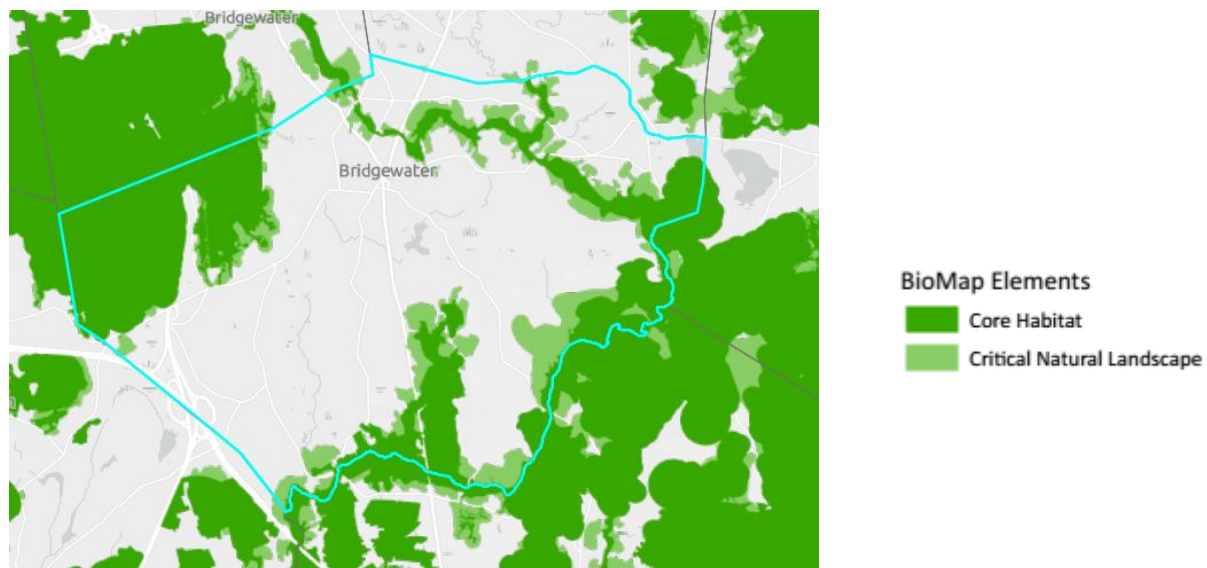 Bridgewater
Bridgewater
BioMap Elements
Core Habitat
Critical Natural Landscape